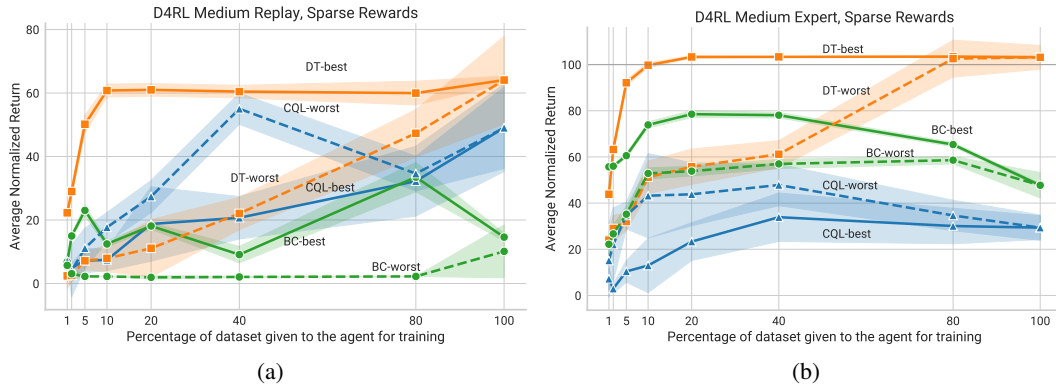 D4RL Medium Replay, Sparse Rewards
80
60
40
20
0
Average Normalized Return
DT-best
CQL-worst
DT-worst
CQL-best
BC-best
BC-worst
1 5 10 20 40 80 100
Percentage of dataset given to the agent for training
(a)
D4RL Medium Expert, Sparse Rewards
100
80
60
40
20
0
Average Normalized Return
DT-best
DT-worst
BC-best
BC-worst
CQL-worst
CQL-best
1 5 10 20 40 80 100
Percentage of dataset given to the agent for training
(b)